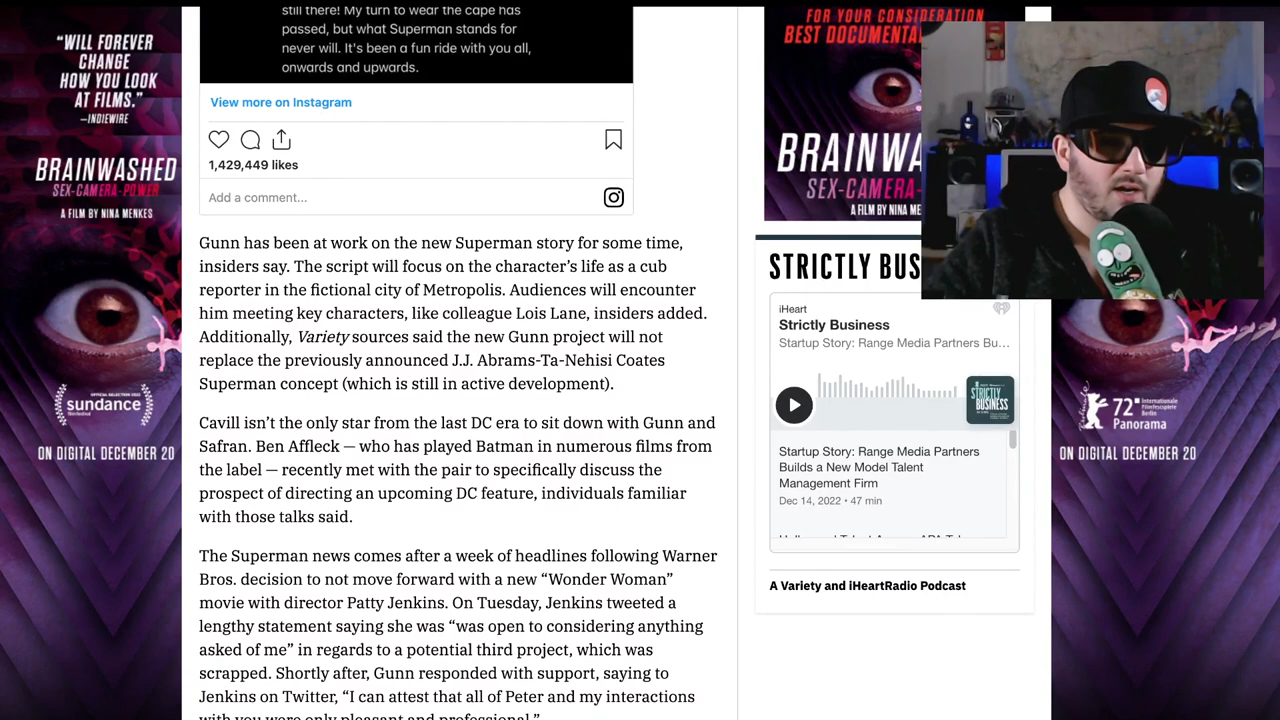 still there! My turn to wear the cape has
passed, but what Superman stands for
never will. It's been a fun ride with you all,
onwards and upwards.
View more on Instagram
1,429,449 likes
Add a comment...
Gunn has been at work on the new Superman story for some time,
insiders say. The script will focus on the character’s life as a cub
reporter in the fictional city of Metropolis. Audiences will encounter
him meeting key characters, like colleague Lois Lane, insiders added.
Additionally, Variety sources said the new Gunn project will not
replace the previously announced J.J. Abrams-Ta-Nehisi Coates
Superman concept (which is still in active development).
Cavill isn’t the only star from the last DC era to sit down with Gunn and
Safran. Ben Affleck — who has played Batman in numerous films from
the label — recently met with the pair to specifically discuss the
prospect of directing an upcoming DC feature, individuals familiar
with those talks said.
The Superman news comes after a week of headlines following Warner
Bros. decision to not move forward with a new “Wonder Woman”
movie with director Patty Jenkins. On Tuesday, Jenkins tweeted a
lengthy statement saying she was “was open to considering anything
asked of me” in regards to a potential third project, which was
scrapped. Shortly after, Gunn responded with support, saying to
Jenkins on Twitter, “I can attest that all of Peter and my interactions
with you were only pleasant and professional.”
“WILL FOREVER
CHANGE
HOW YOU LOOK
AT FILMS.”
—INDIEWIRE
BRAINWASHED
SEX-CAMERA-POWER
A FILM BY NINA MENKES
OFFICIAL SELECTION 2022
sundance
ON DIGITAL DECEMBER 20
FOR YOUR CONSIDERATION
BEST DOCUMENTA
BRAINWA
SEX-CAMERA-
A FILM BY NINA ME
STRICTLY BUS
iHeart
Strictly Business
Startup Story: Range Media Partners Bu…
STRICTLY
BUSINESS
Startup Story: Range Media Partners
Builds a New Model Talent
Management Firm
Dec 14, 2022 • 47 min
A Variety and iHeartRadio Podcast
72 Internationale
Filmfestspiele
Berlin
Panorama
ON DIGITAL DECEMBER 20